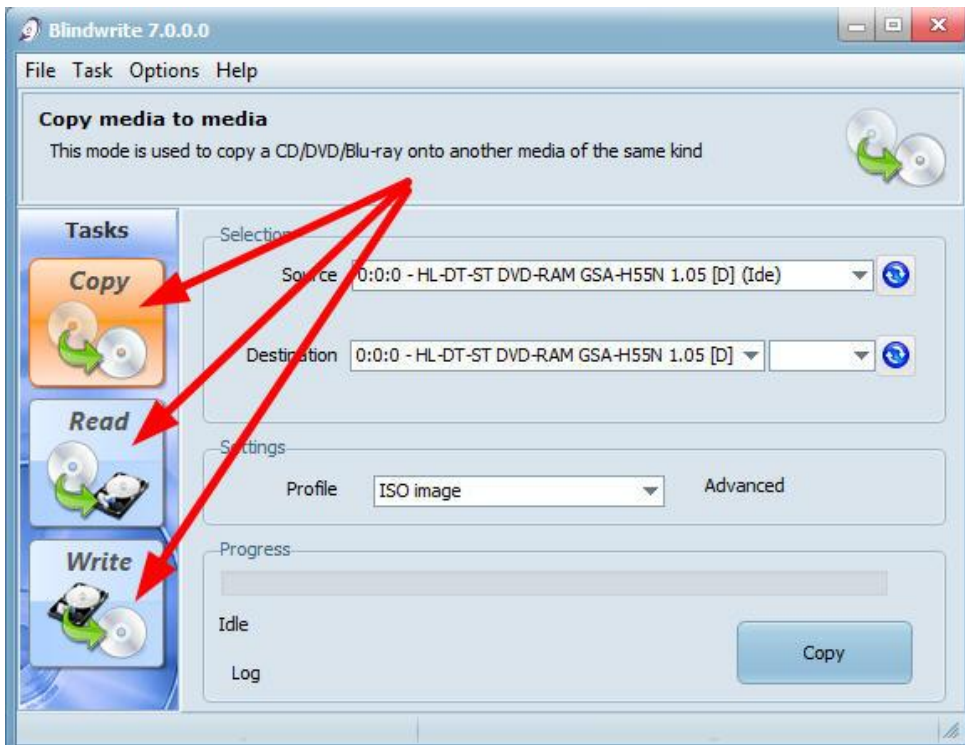 Blindwrite 7.0.0.0
File Task Options Help
Copy media to media
This mode is used to copy a CD/DVD/Blu-ray onto another media of the same kind
Tasks
Copy
Read
Write
Selection
Source 0:0:0 - HL-DT-ST DVD-RAM GSA-H55N 1.05 [D] (Ide)
Destination 0:0:0 - HL-DT-ST DVD-RAM GSA-H55N 1.05 [D]
Settings
Profile ISO image Advanced
Progress
Idle
Log
Copy